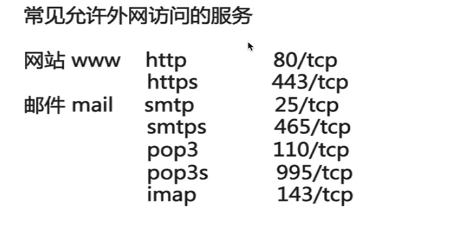 常见允许外网访问的服务
网站 www http 80/tcp
https 443/tcp
邮件 mail smtp 25/tcp
smtps 465/tcp
pop3 110/tcp
pop3s 995/tcp
imap 143/tcp